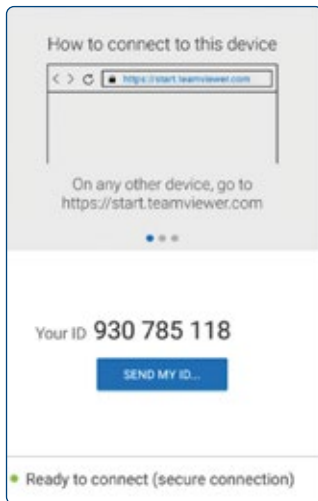 How to connect to this device
https://start.teamviewer.com
On any other device, go to
https://start.teamviewer.com
Your ID 930 785 118
SEND MY ID...
Ready to connect (secure connection)